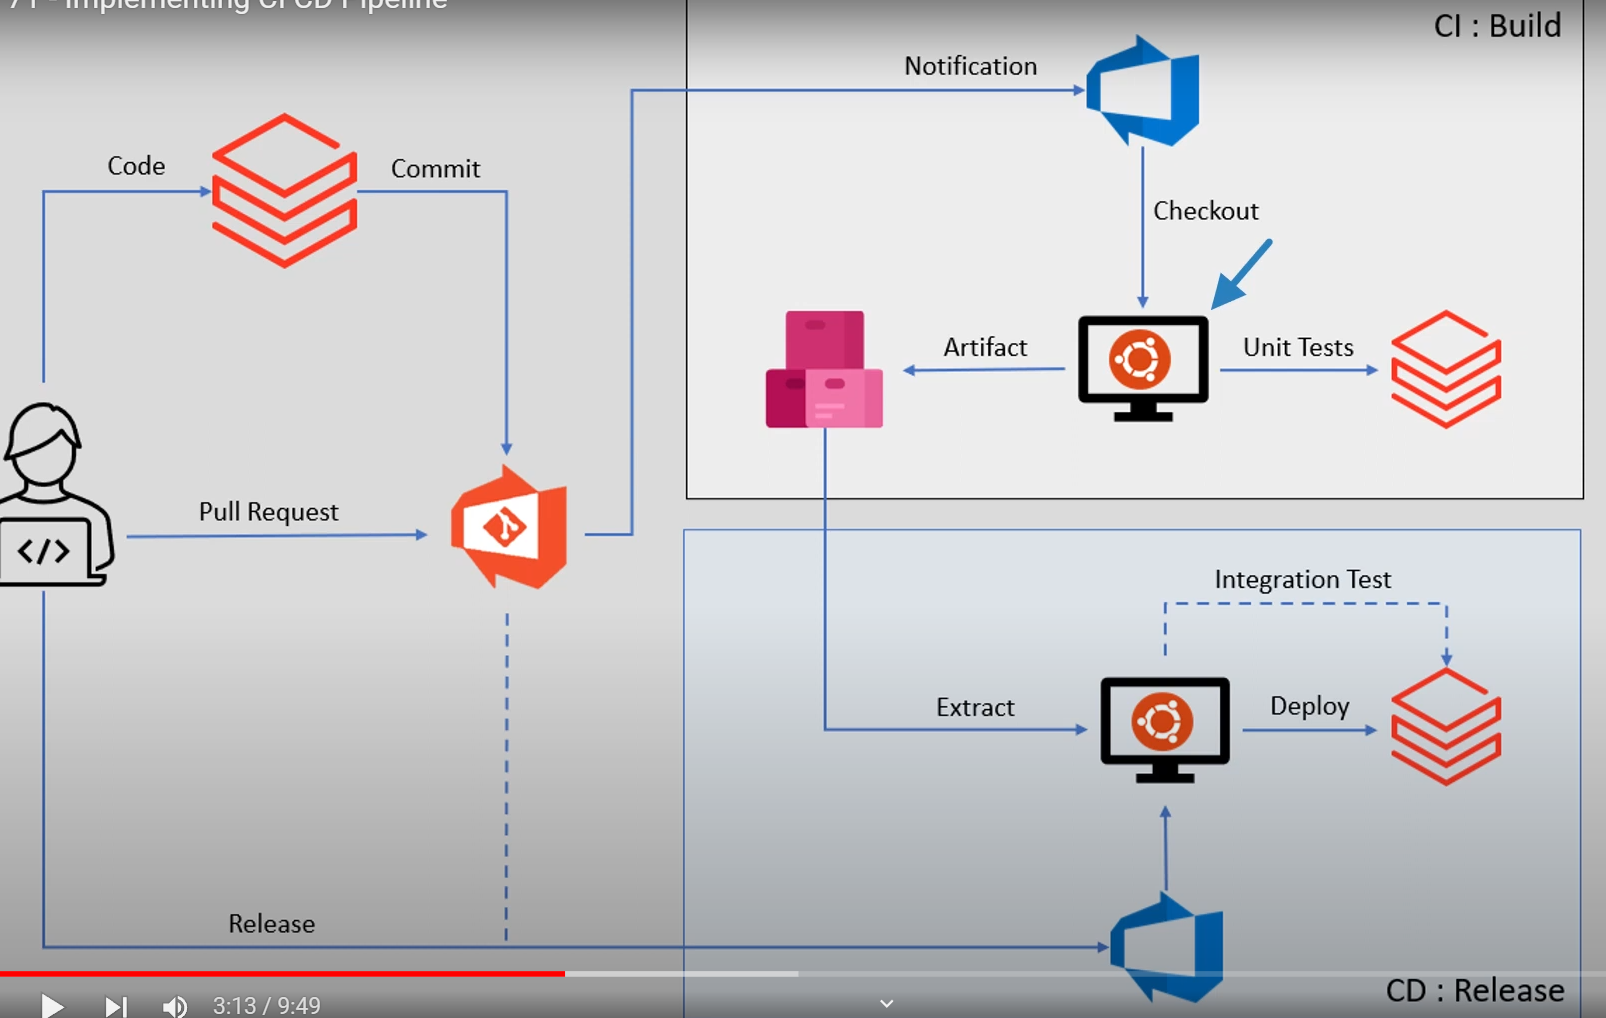 71 - Implementing CI CD Pipeline
CI : Build
Notification
Code
Commit
Checkout
Artifact
Unit Tests
Pull Request
</>
Integration Test
Extract
Deploy
Release
CD : Release
3:13 / 9:49